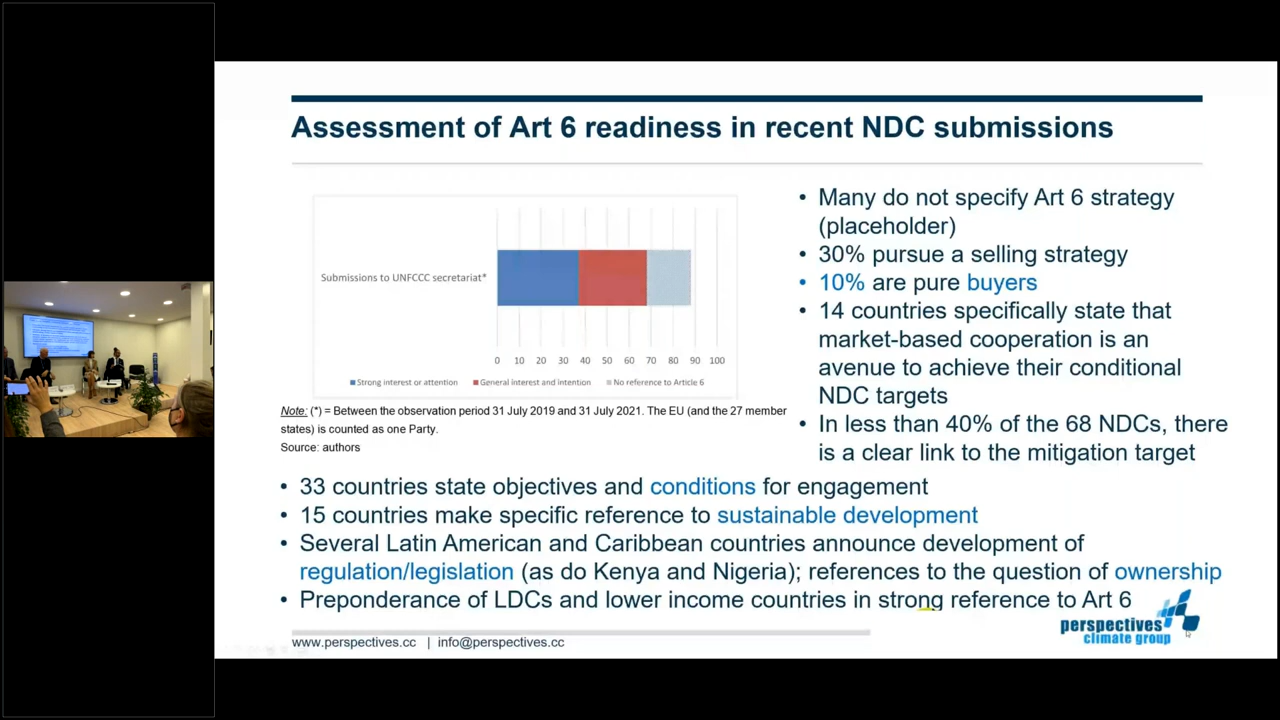 Assessment of Art 6 readiness in recent NDC submissions
Submissions to UNFCCC secretariat*
0 10 20 30 40 50 60 70 80 90 100
Strong interest or attention General interest and intention No reference to Article 6
Note: (*) = Between the observation period 31 July 2019 and 31 July 2021. The EU (and the 27 member
states) is counted as one Party.
Source: authors
• Many do not specify Art 6 strategy
(placeholder)
• 30% pursue a selling strategy
• 10% are pure buyers
• 14 countries specifically state that
market-based cooperation is an
avenue to achieve their conditional
NDC targets
• In less than 40% of the 68 NDCs, there
is a clear link to the mitigation target
• 33 countries state objectives and conditions for engagement
• 15 countries make specific reference to sustainable development
• Several Latin American and Caribbean countries announce development of
regulation/legislation (as do Kenya and Nigeria); references to the question of ownership
• Preponderance of LDCs and lower income countries in strong reference to Art 6
www.perspectives.cc | info@perspectives.cc
perspectives
climate group